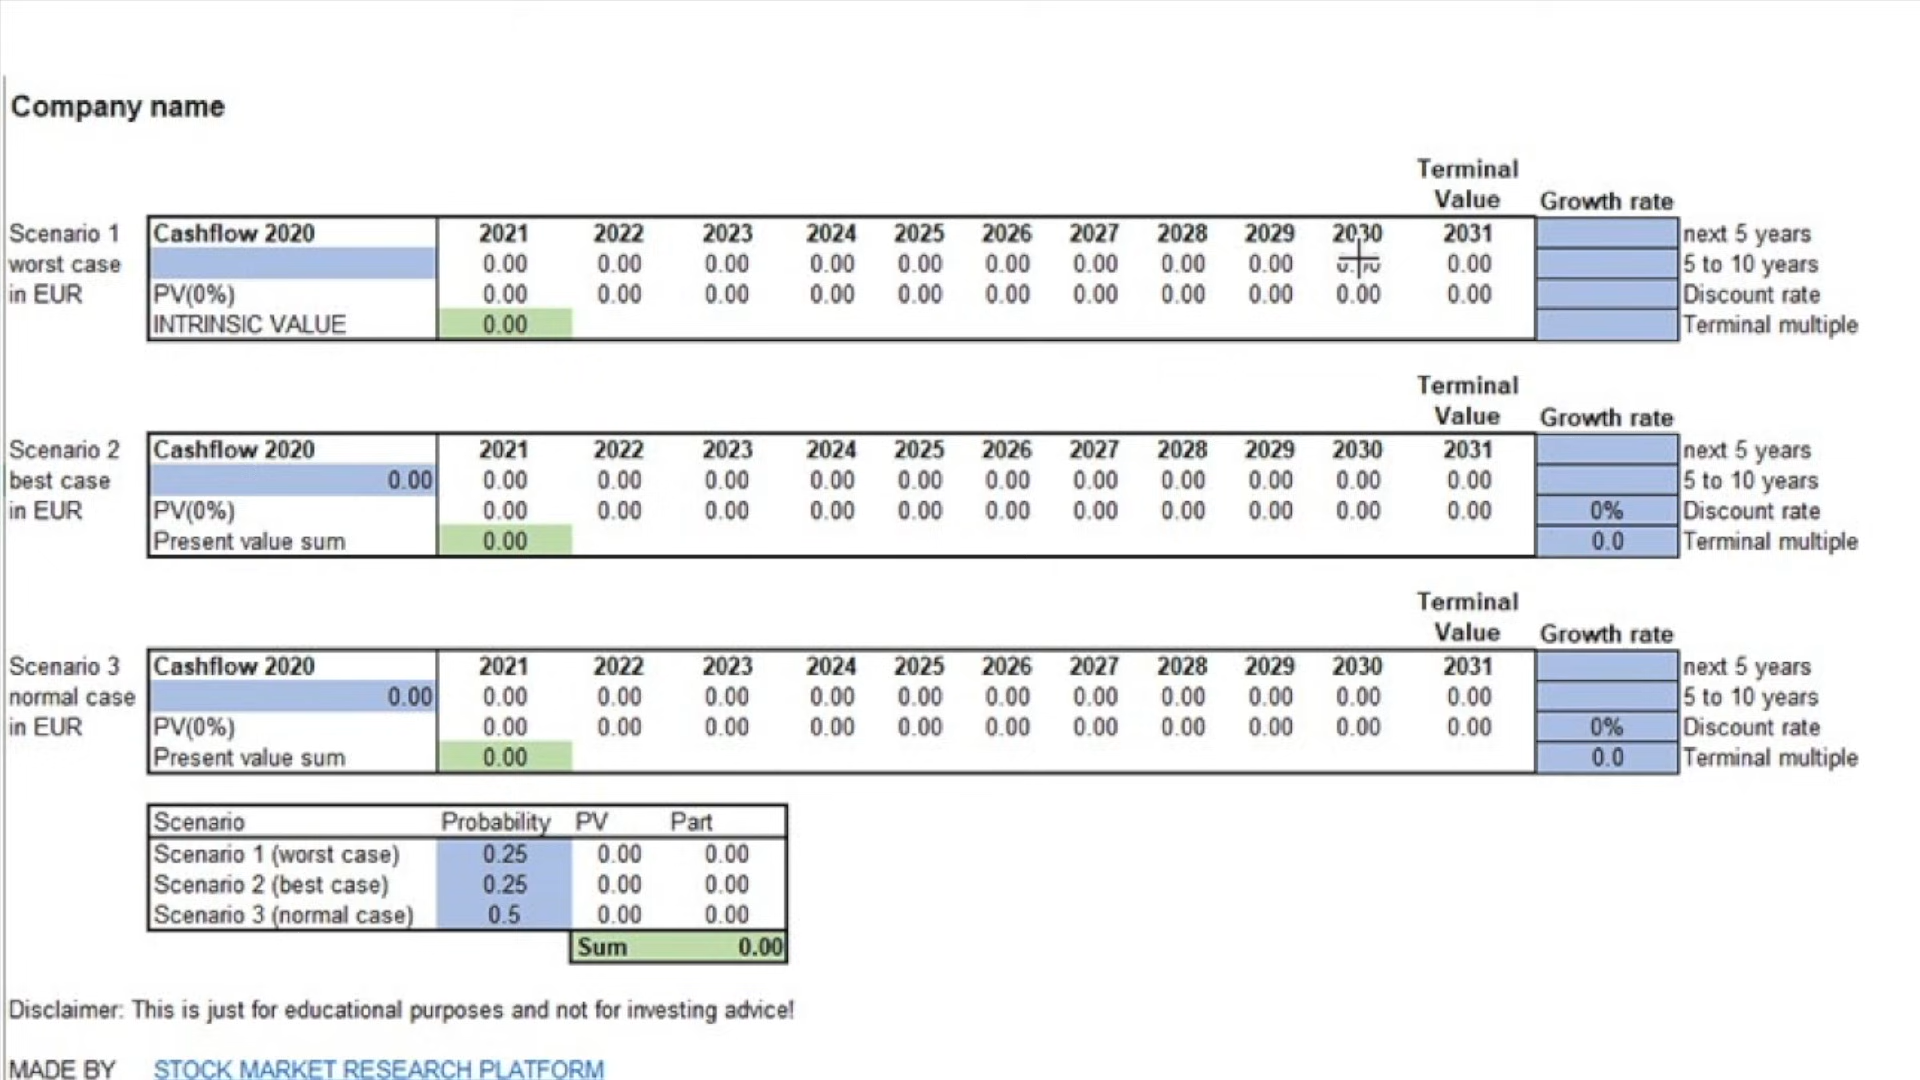 Company name
Terminal
Value Growth rate
Scenario 1 Cashflow 2020 2021 2022 2023 2024 2025 2026 2027 2028 2029 2030 2031 next 5 years
worst case 0.00 0.00 0.00 0.00 0.00 0.00 0.00 0.00 0.00 0.00 5 to 10 years
in EUR PV(0%) 0.00 0.00 0.00 0.00 0.00 0.00 0.00 0.00 0.00 0.00 0.00 Discount rate
INTRINSIC VALUE 0.00 Terminal multiple
Terminal
Value Growth rate
Scenario 2 Cashflow 2020 2021 2022 2023 2024 2025 2026 2027 2028 2029 2030 2031 next 5 years
best case 0.00 0.00 0.00 0.00 0.00 0.00 0.00 0.00 0.00 0.00 0.00 0.00 5 to 10 years
in EUR PV(0%) 0.00 0.00 0.00 0.00 0.00 0.00 0.00 0.00 0.00 0.00 0.00 0% Discount rate
Present value sum 0.00 0.0 Terminal multiple
Terminal
Value Growth rate
Scenario 3 Cashflow 2020 2021 2022 2023 2024 2025 2026 2027 2028 2029 2030 2031 next 5 years
normal case 0.00 0.00 0.00 0.00 0.00 0.00 0.00 0.00 0.00 0.00 0.00 0.00 5 to 10 years
in EUR PV(0%) 0.00 0.00 0.00 0.00 0.00 0.00 0.00 0.00 0.00 0.00 0.00 0% Discount rate
Present value sum 0.00 0.0 Terminal multiple
Scenario Probability PV Part
Scenario 1 (worst case) 0.25 0.00 0.00
Scenario 2 (best case) 0.25 0.00 0.00
Scenario 3 (normal case) 0.5 0.00 0.00
Sum 0.00
Disclaimer: This is just for educational purposes and not for investing advice!
MADE BY STOCK MARKET RESEARCH PLATFORM